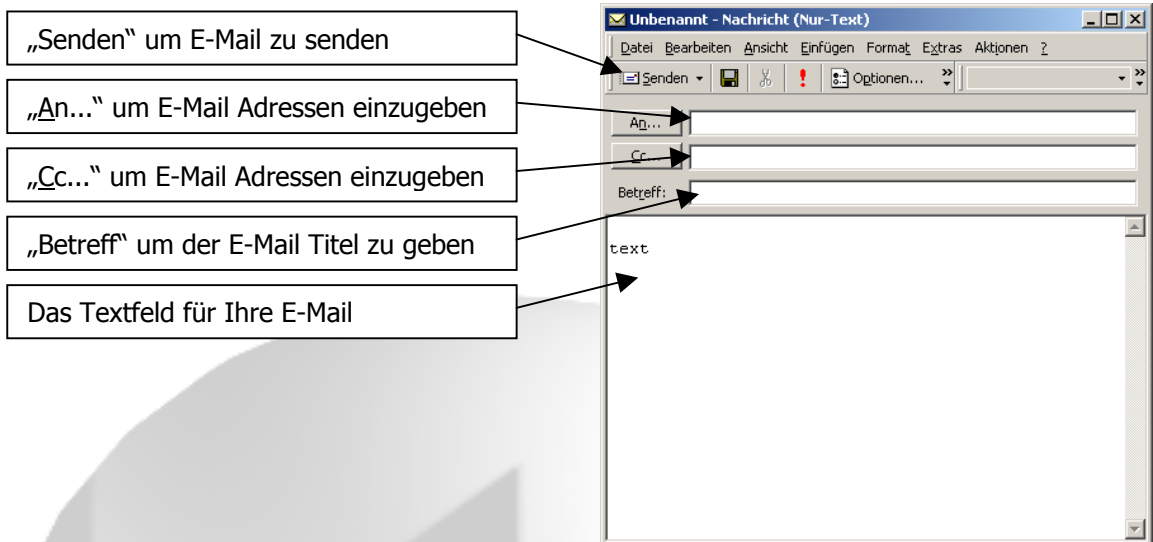 „Senden“ um E-Mail zu senden
„An...“ um E-Mail Adressen einzugeben
„Cc...“ um E-Mail Adressen einzugeben
„Betreff“ um der E-Mail Titel zu geben
Das Textfeld für Ihre E-Mail
Unbenannt - Nachricht (Nur-Text)
Datei Bearbeiten Ansicht Einfügen Format Extras Aktionen ?
Senden Optionen...
An...
Cc...
Betreff:
text